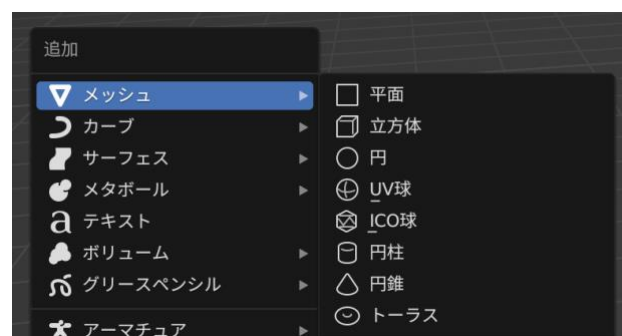 追加
メッシュ
カーブ
サーフェス
メタボール
テキスト
ボリューム
グリースペンシル
アーマチュア
平面
立方体
円
UV球
ICO球
円柱
円錐
トーラス